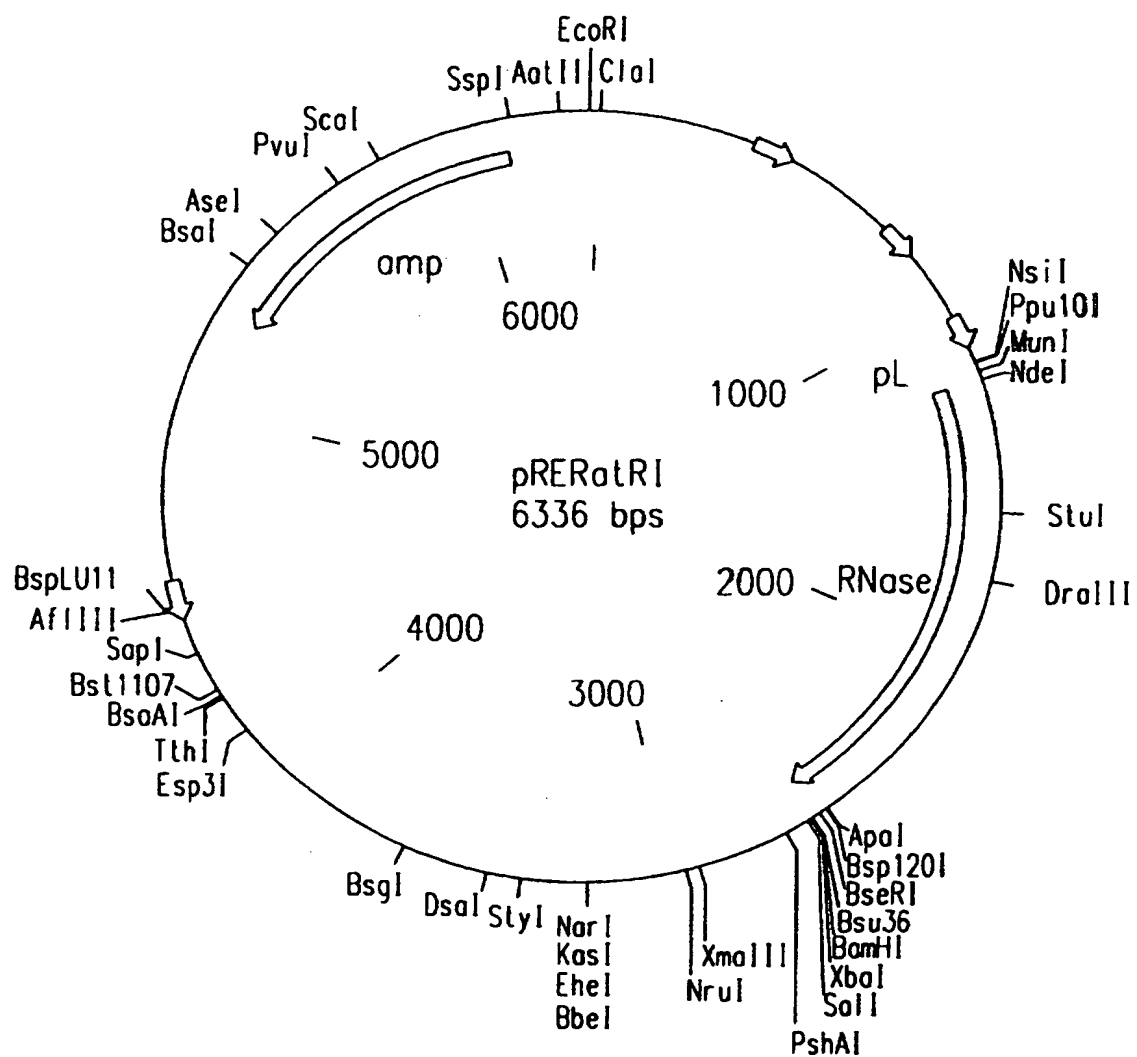 EcoRI
SspI AatII ClaI
ScaI
PvuI
AseI
BsaI
amp
6000
NsiI
Ppu10I
MunI
NdeI
pL
1000
5000
pRERatRI
6336 bps
StuI
2000
RNase
DraIII
BspLU11
AflIII
SapI
Bst1107
BsaAI
TthI
Esp3I
4000
3000
ApaI
Bsp120I
BseRI
Bsu36
BamHI
XbaI
SalI
PshAI
BsgI
DsaI
StyI
NarI
KasI
EheI
BbeI
XmaIII
NruI